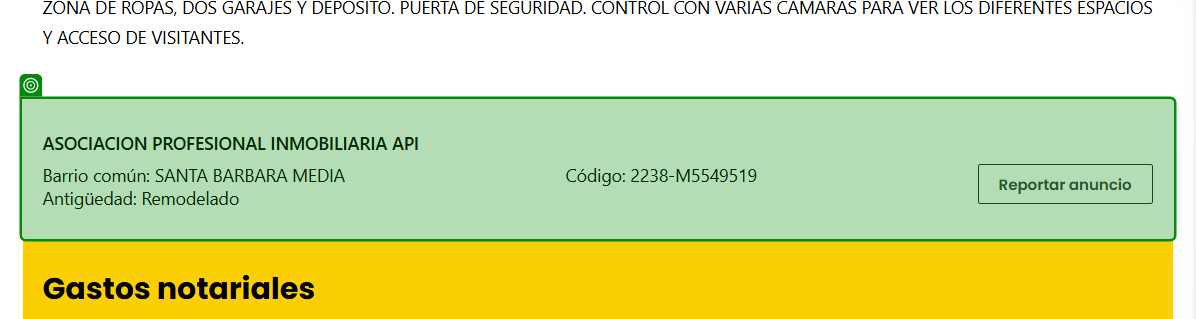 ZONA DE ROPAS, DOS GARAJES Y DEPOSITO. PUERTA DE SEGURIDAD. CONTROL CON VARIAS CAMARAS PARA VER LOS DIFERENTES ESPACIOS
Y ACCESO DE VISITANTES.
ASOCIACION PROFESIONAL INMOBILIARIA API
Barrio común: SANTA BARBARA MEDIA
Código: 2238-M5549519
Antigüedad: Remodelado
Reportar anuncio
Gastos notariales